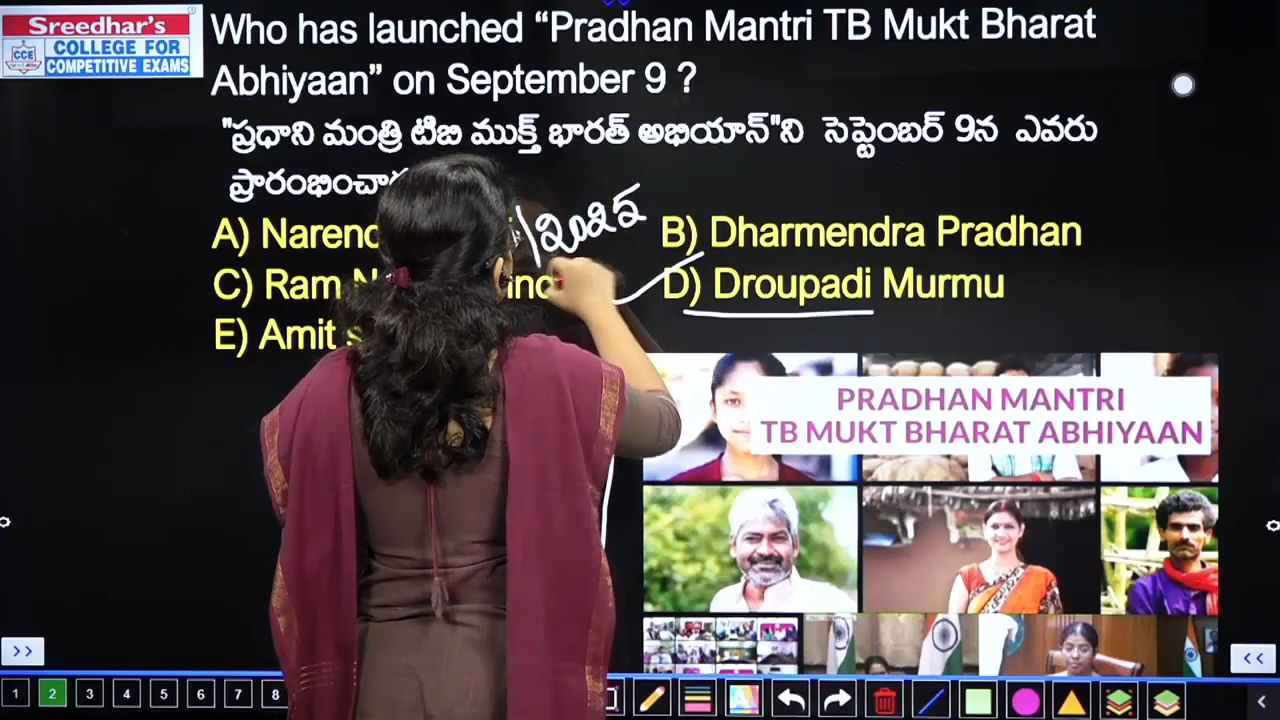 Sreedhar's
CCE
COLLEGE FOR
COMPETITIVE EXAMS
Who has launched “Pradhan Mantri TB Mukt Bharat
Abhiyaan” on September 9 ?
"ప్రధాని మంత్రి టిబి ముక్త్ భారత్ అభియాన్"ని సెప్టెంబర్ 9న ఎవరు
A)
B) Dharmendra Pradhan
C) Ram
D) Droupadi Murmu
E) Amit
PRADHAN MANTRI
TB MUKT BHARAT ABHIYAAN
>>
<<
1 2 3 4 5 6 7 8
<